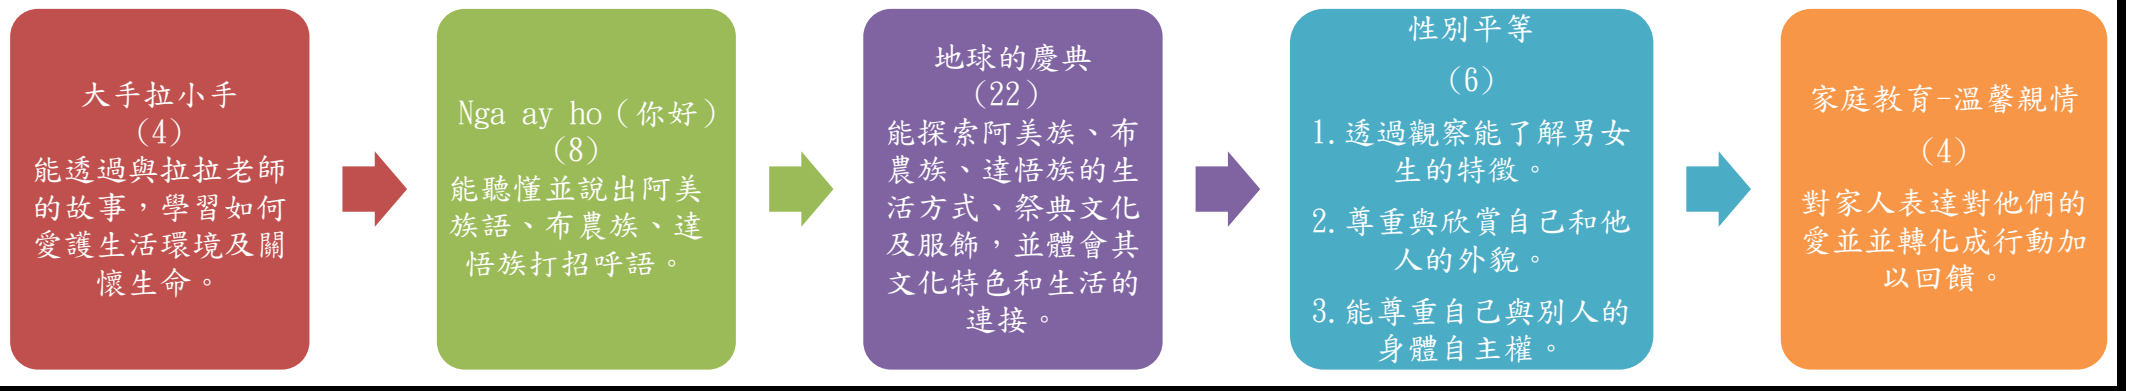 大手拉小手
(4)
能透過與拉拉老師
的故事，學習如何
愛護生活環境及關
懷生命。
Nga ay ho（你好）
(8)
能聽懂並說出阿美
族語、布農族、達
悟族打招呼語。
地球的慶典
(22)
能探索阿美族、布
農族、達悟族的生
活方式、祭典文化
及服飾，並體會其
文化特色和生活的
連接。
性別平等
(6)
1.透過觀察能了解男女
生的特徵。
2.尊重與欣賞自己和他
人的外貌。
3.能尊重自己與別人的
身體自主權。
家庭教育-溫馨親情
(4)
對家人表達對他們的
愛並並轉化成行動加
以回饋。